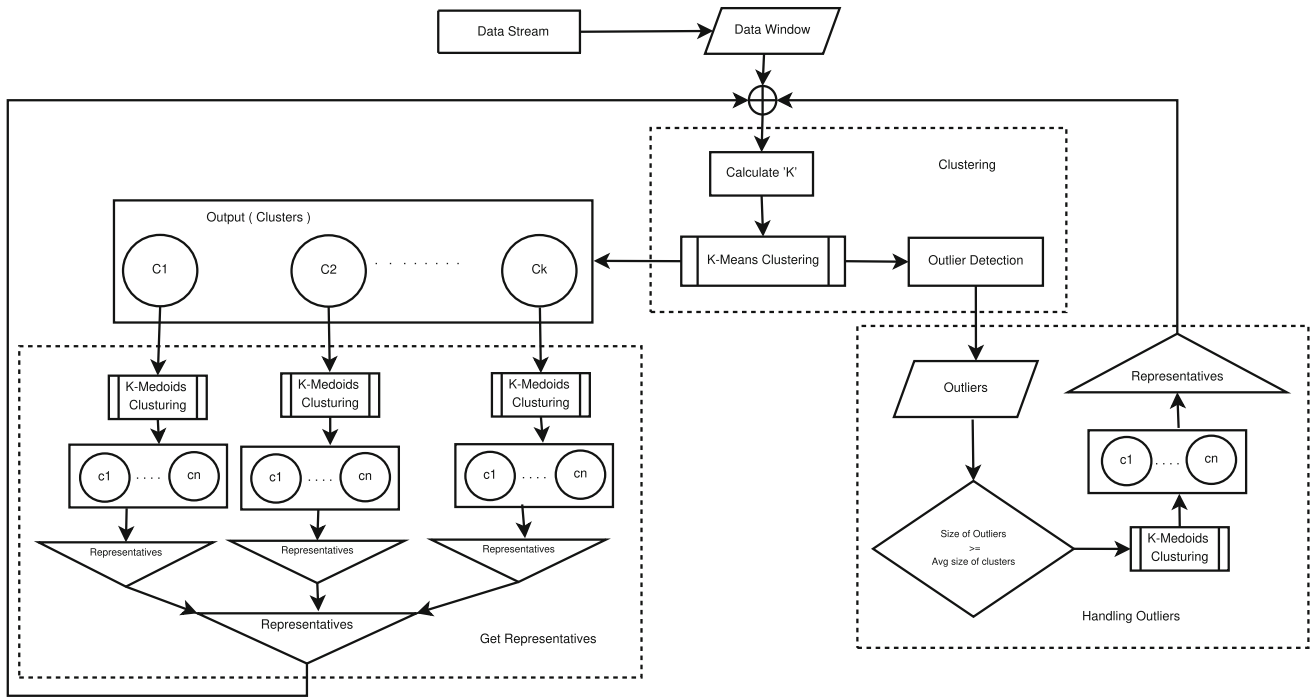 Data Stream
Data Window
Calculate 'K'
Clustering
K-Means Clustering
Outlier Detection
Output ( Clusters )
C1
C2
. . . . . . . .
Ck
K-Medoids
Clusturing
K-Medoids
Clusturing
K-Medoids
Clusturing
c1
. . . .
cn
c1
. . . .
cn
c1
. . . .
cn
Representatives
Representatives
Representatives
Representatives
Get Representatives
Outliers
Size of Outliers
>=
Avg size of clusters
K-Medoids
Clusturing
c1
. . . .
cn
Representatives
Handling Outliers